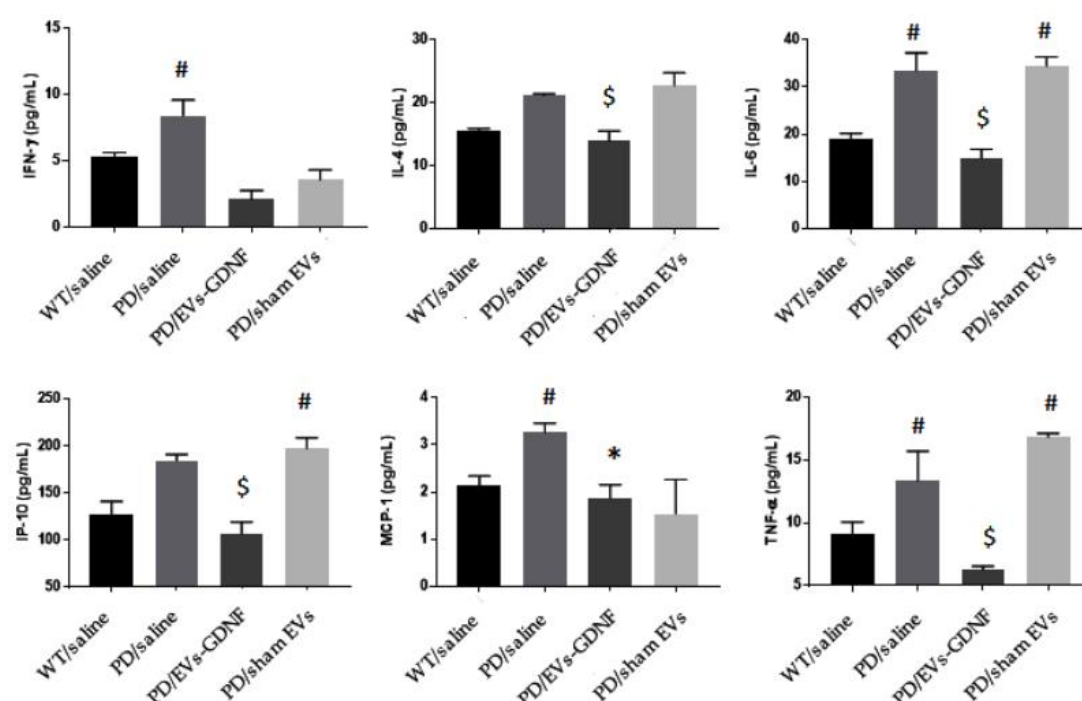 IFN-γ (pg/mL)
15
10
5
0
#
WT/saline
PD/saline
PD/EVs-GDNF
PD/sham EVs
IL-4 (pg/mL)
30
20
10
0
$
WT/saline
PD/saline
PD/EVs-GDNF
PD/sham EVs
IL-6 (pg/mL)
40
30
20
10
0
#
$
#
WT/saline
PD/saline
PD/EVs-GDNF
PD/sham EVs
IP-10 (pg/mL)
250
200
150
100
50
$
#
WT/saline
PD/saline
PD/EVs-GDNF
PD/sham EVs
MCP-1 (pg/mL)
4
3
2
1
0
#
*
WT/saline
PD/saline
PD/EVs-GDNF
PD/sham EVs
TNF-α (pg/mL)
20
15
10
5
#
$
#
WT/saline
PD/saline
PD/EVs-GDNF
PD/sham EVs